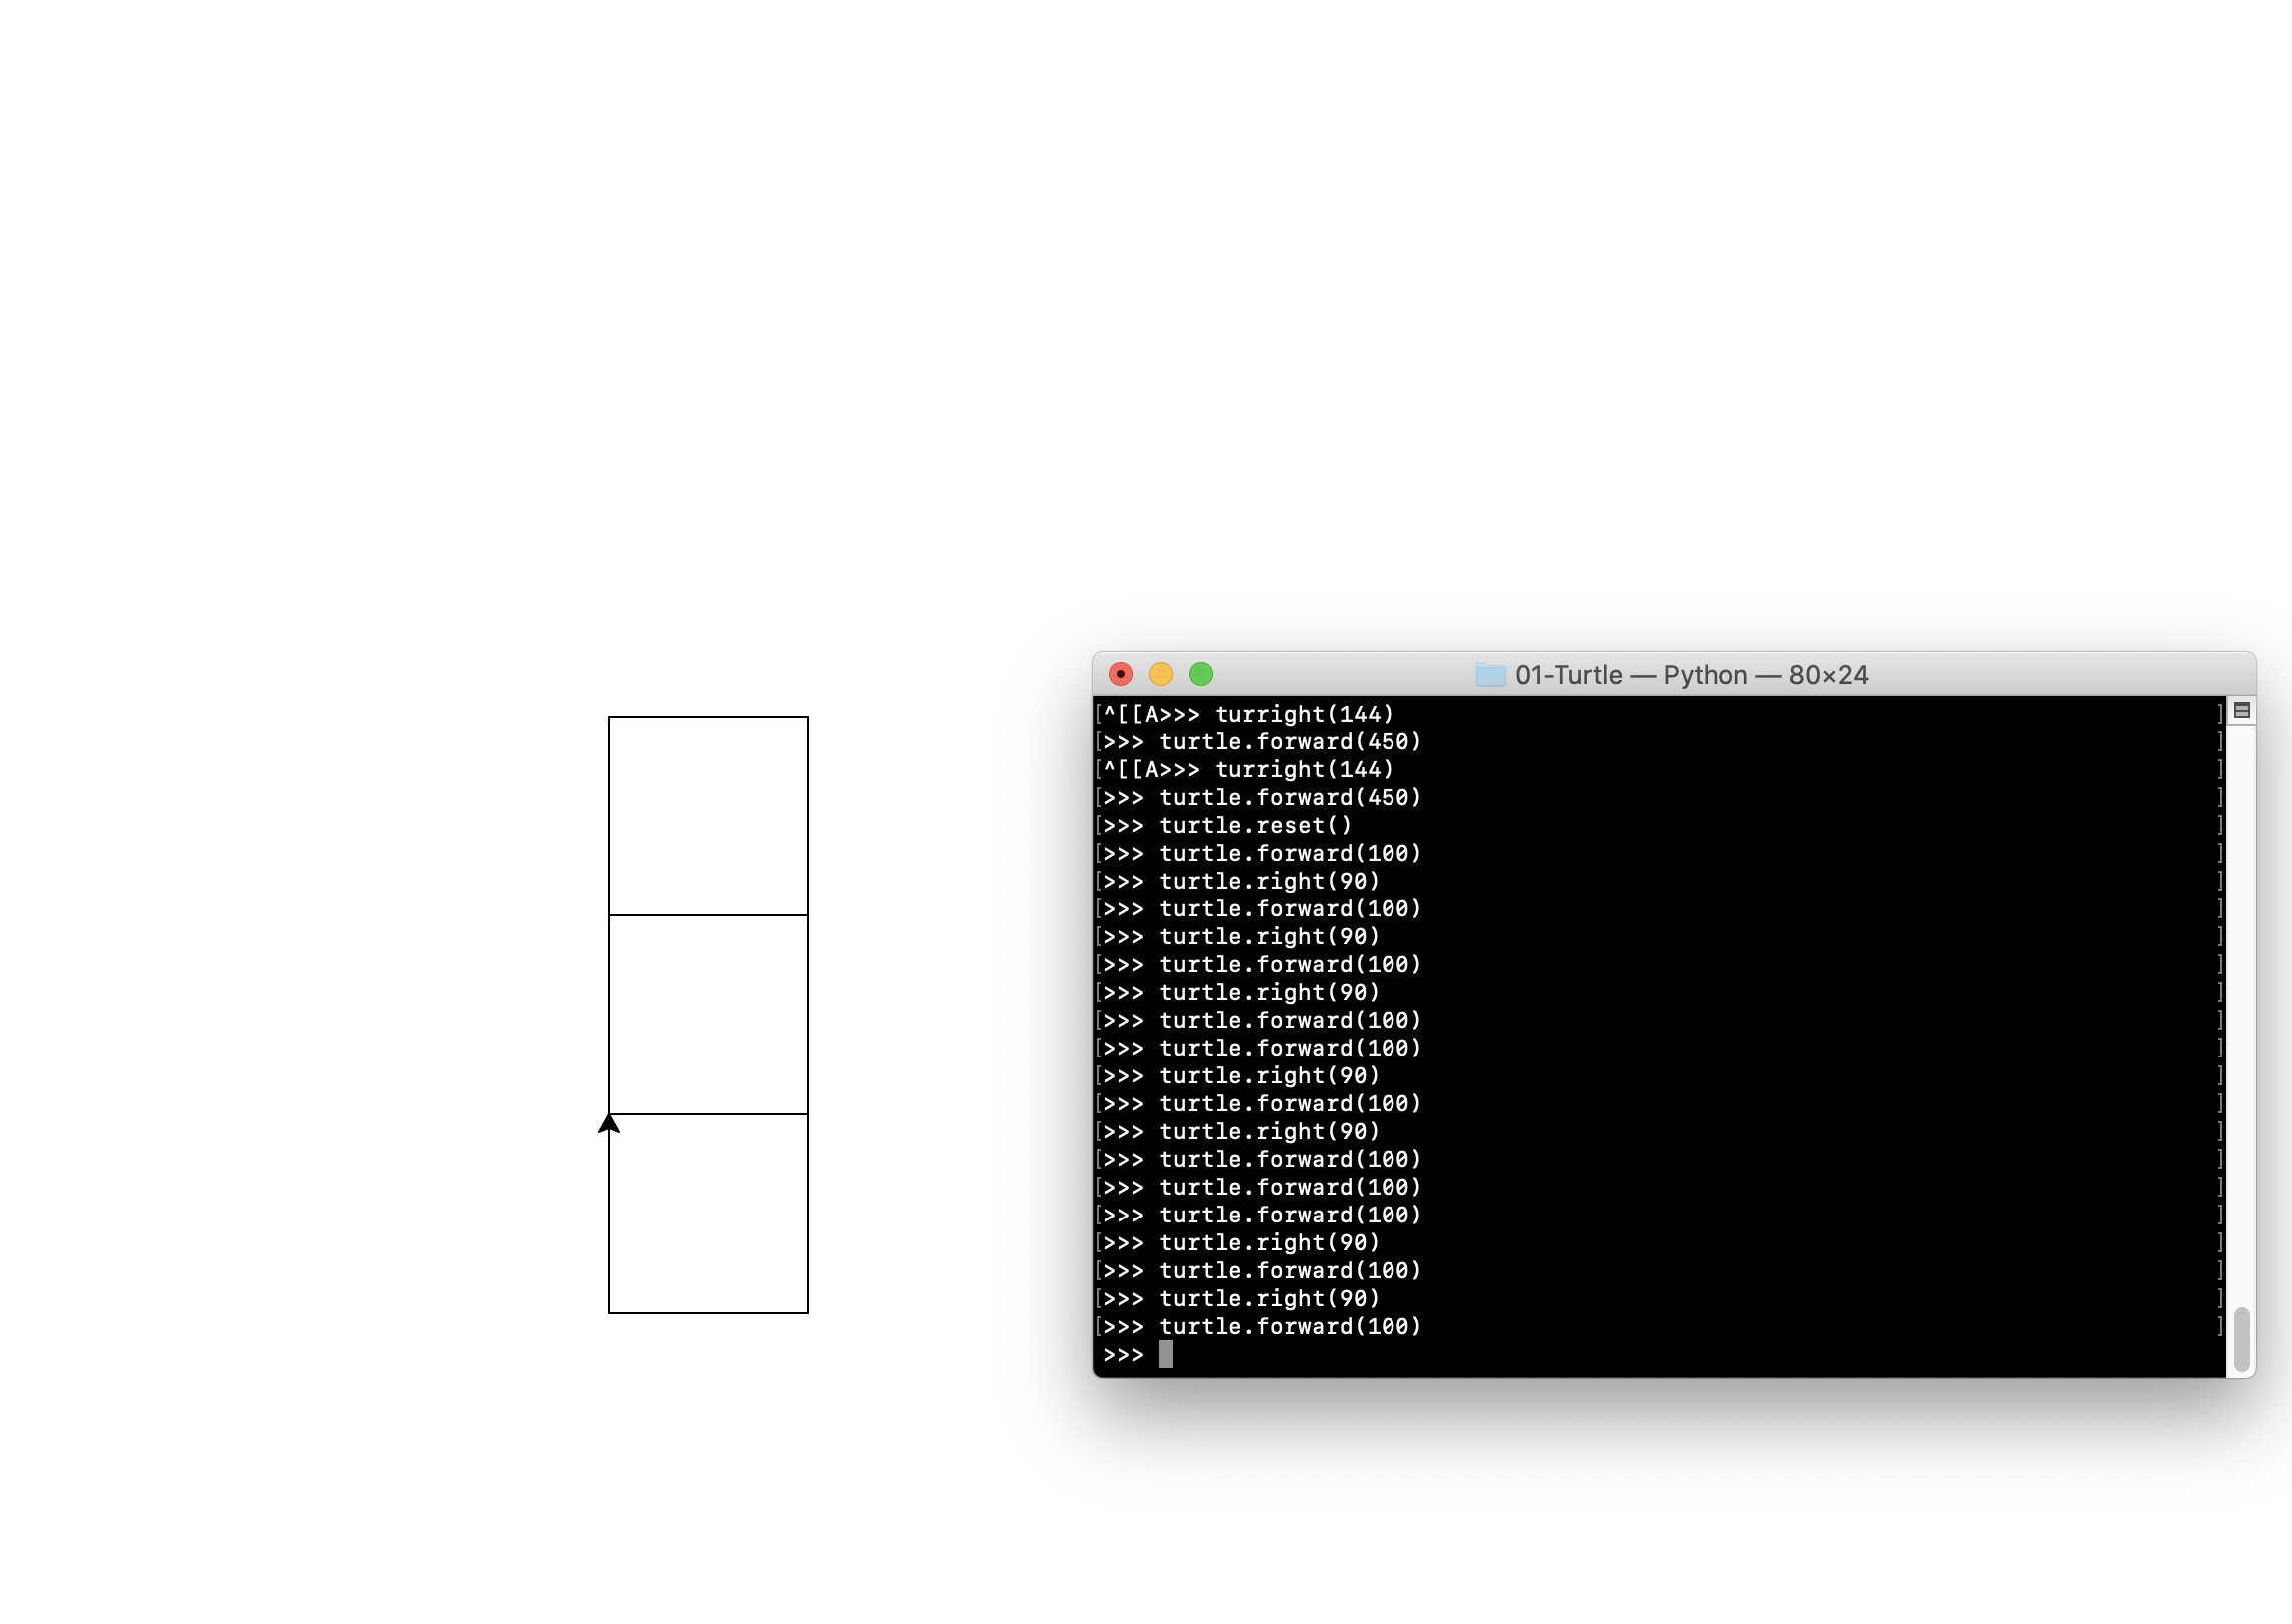 01-Turtle — Python — 80×24
[^[[A>>> turright(144) ]
[>>> turtle.forward(450) ]
[^[[A>>> turright(144) ]
[>>> turtle.forward(450) ]
[>>> turtle.reset() ]
[>>> turtle.forward(100) ]
[>>> turtle.right(90) ]
[>>> turtle.forward(100) ]
[>>> turtle.right(90) ]
[>>> turtle.forward(100) ]
[>>> turtle.right(90) ]
[>>> turtle.forward(100) ]
[>>> turtle.forward(100) ]
[>>> turtle.right(90) ]
[>>> turtle.forward(100) ]
[>>> turtle.right(90) ]
[>>> turtle.forward(100) ]
[>>> turtle.forward(100) ]
[>>> turtle.forward(100) ]
[>>> turtle.right(90) ]
[>>> turtle.forward(100) ]
[>>> turtle.right(90) ]
[>>> turtle.forward(100) ]
>>>